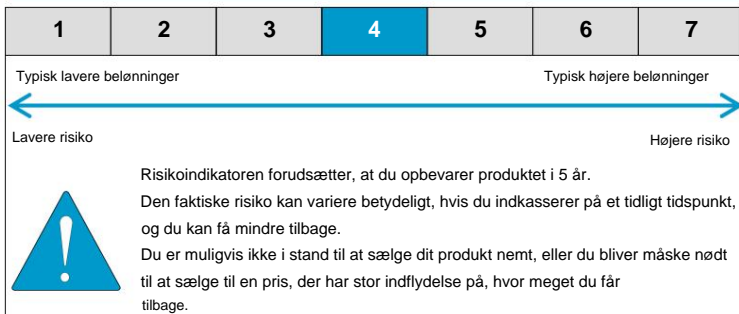 1 2 3 4 5 6 7
Typisk lavere belønninger Typisk højere belønninger
Lavere risiko Højere risiko
Risikoindikatoren forudsætter, at du opbevarer produktet i 5 år.
Den faktiske risiko kan variere betydeligt, hvis du indkasserer på et tidligt tidspunkt,
og du kan få mindre tilbage.
Du er muligvis ikke i stand til at sælge dit produkt nemt, eller du bliver måske nødt
til at sælge til en pris, der har stor indflydelse på, hvor meget du får
tilbage.